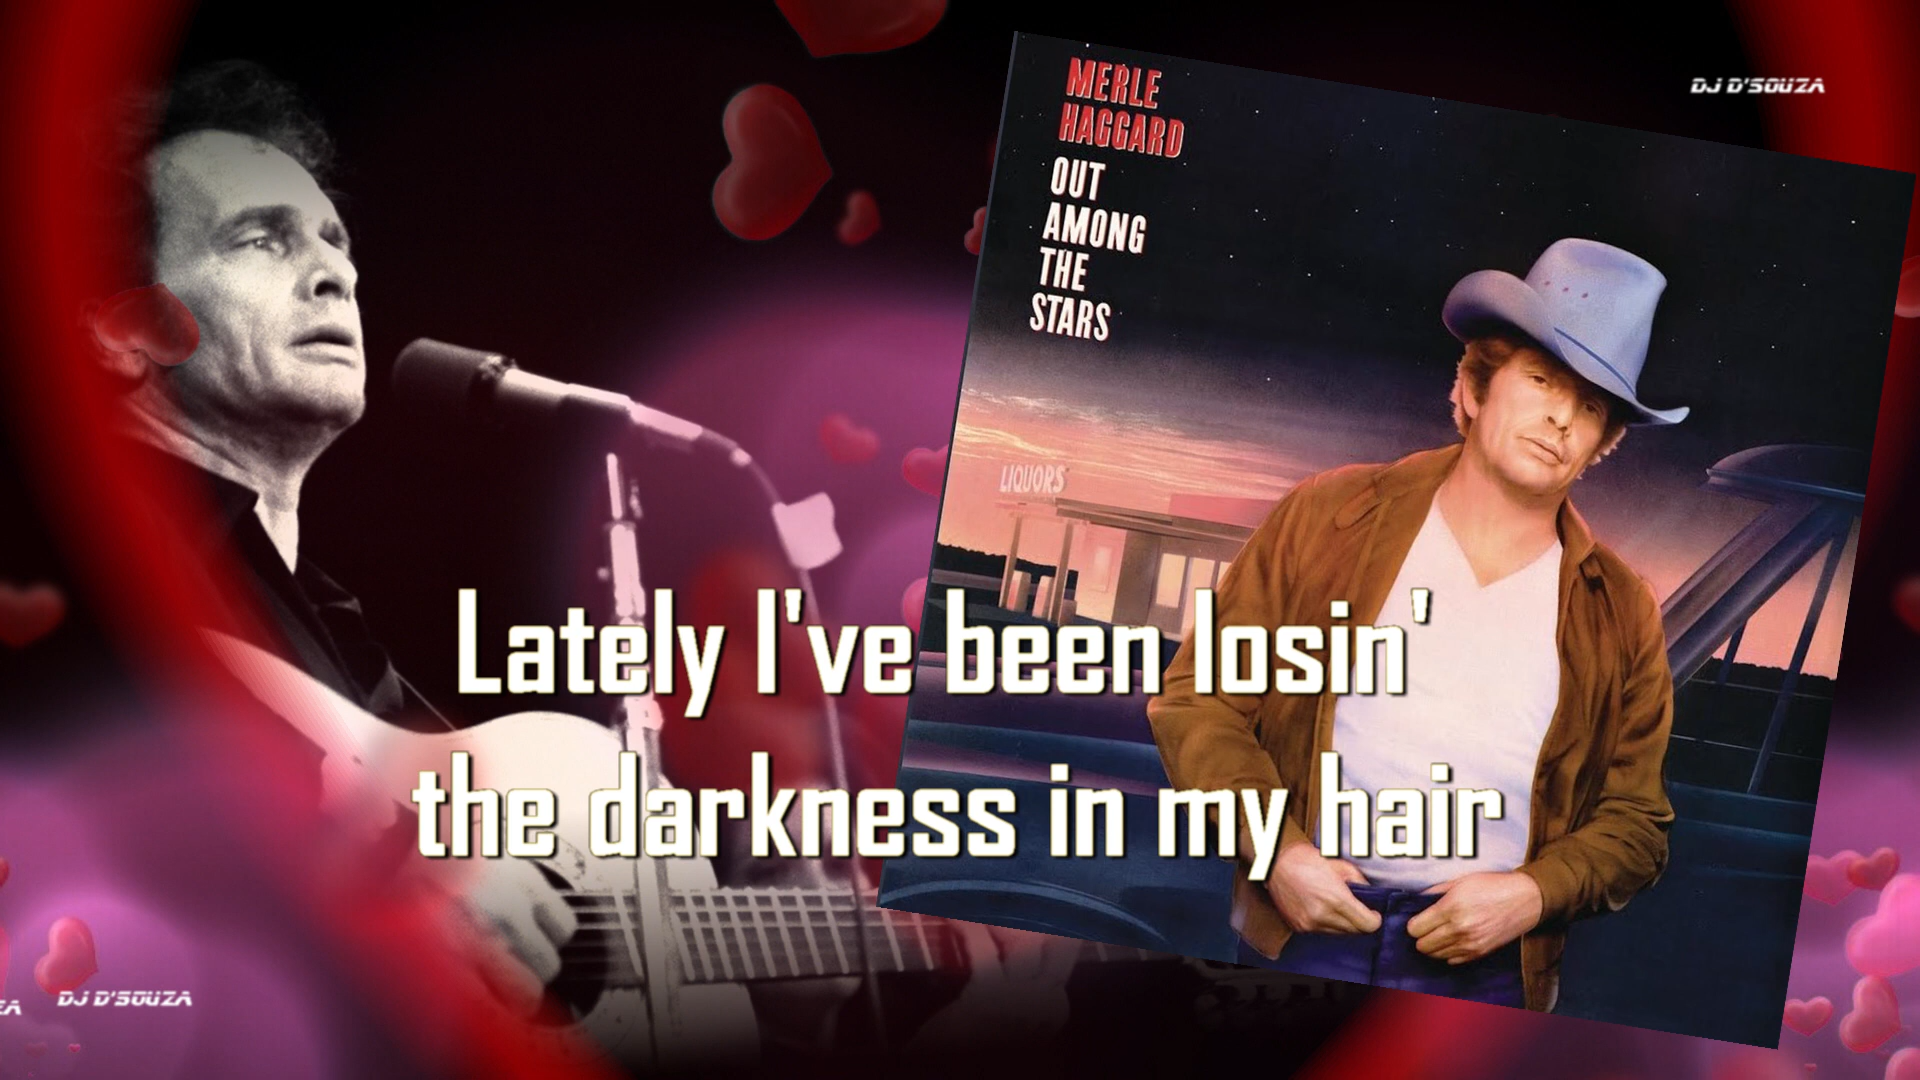 DJ D'SOUZA
MERLE
HAGGARD
OUT
AMONG
THE
STARS
LIQUORS
Lately I've been losin'
the darkness in my hair
DJ D'SOUZA
ZA